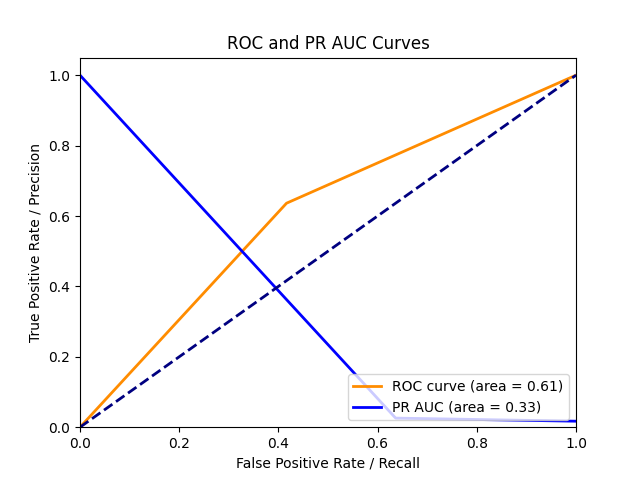 ROC and PR AUC Curves
True Positive Rate / Precision
1.0
0.8
0.6
0.4
0.2
0.0
0.0 0.2 0.4 0.6 0.8 1.0
False Positive Rate / Recall
ROC curve (area = 0.61)
PR AUC (area = 0.33)